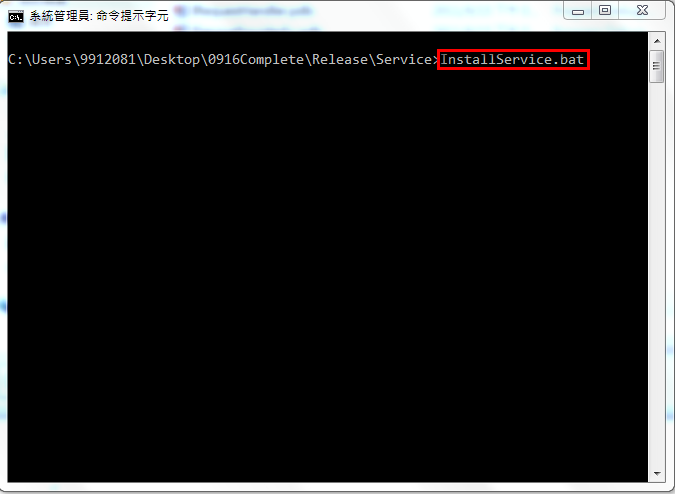 系統管理員: 命令提示字元
C:\Users\9912081\Desktop\0916Complete\Release\Service>InstallService.bat